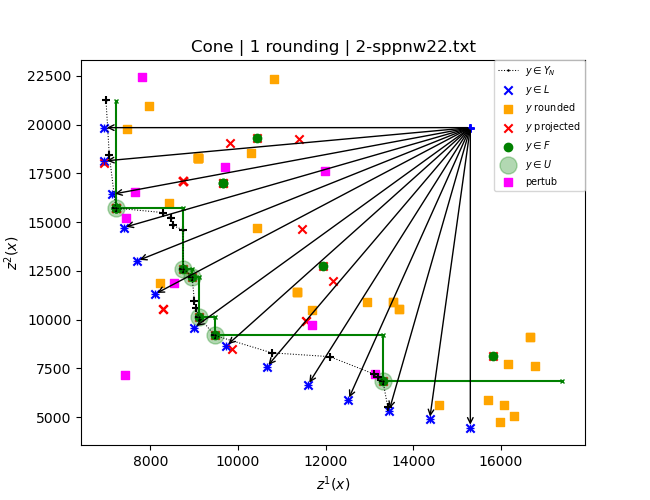 Cone | 1 rounding | 2-sppnw22.txt
22500
20000
17500
15000
12500
10000
7500
5000
z²(x)
8000 10000 12000 14000 16000
z¹(x)
y ∈ Y_N
y ∈ L
y rounded
y projected
y ∈ F
y ∈ U
pertub